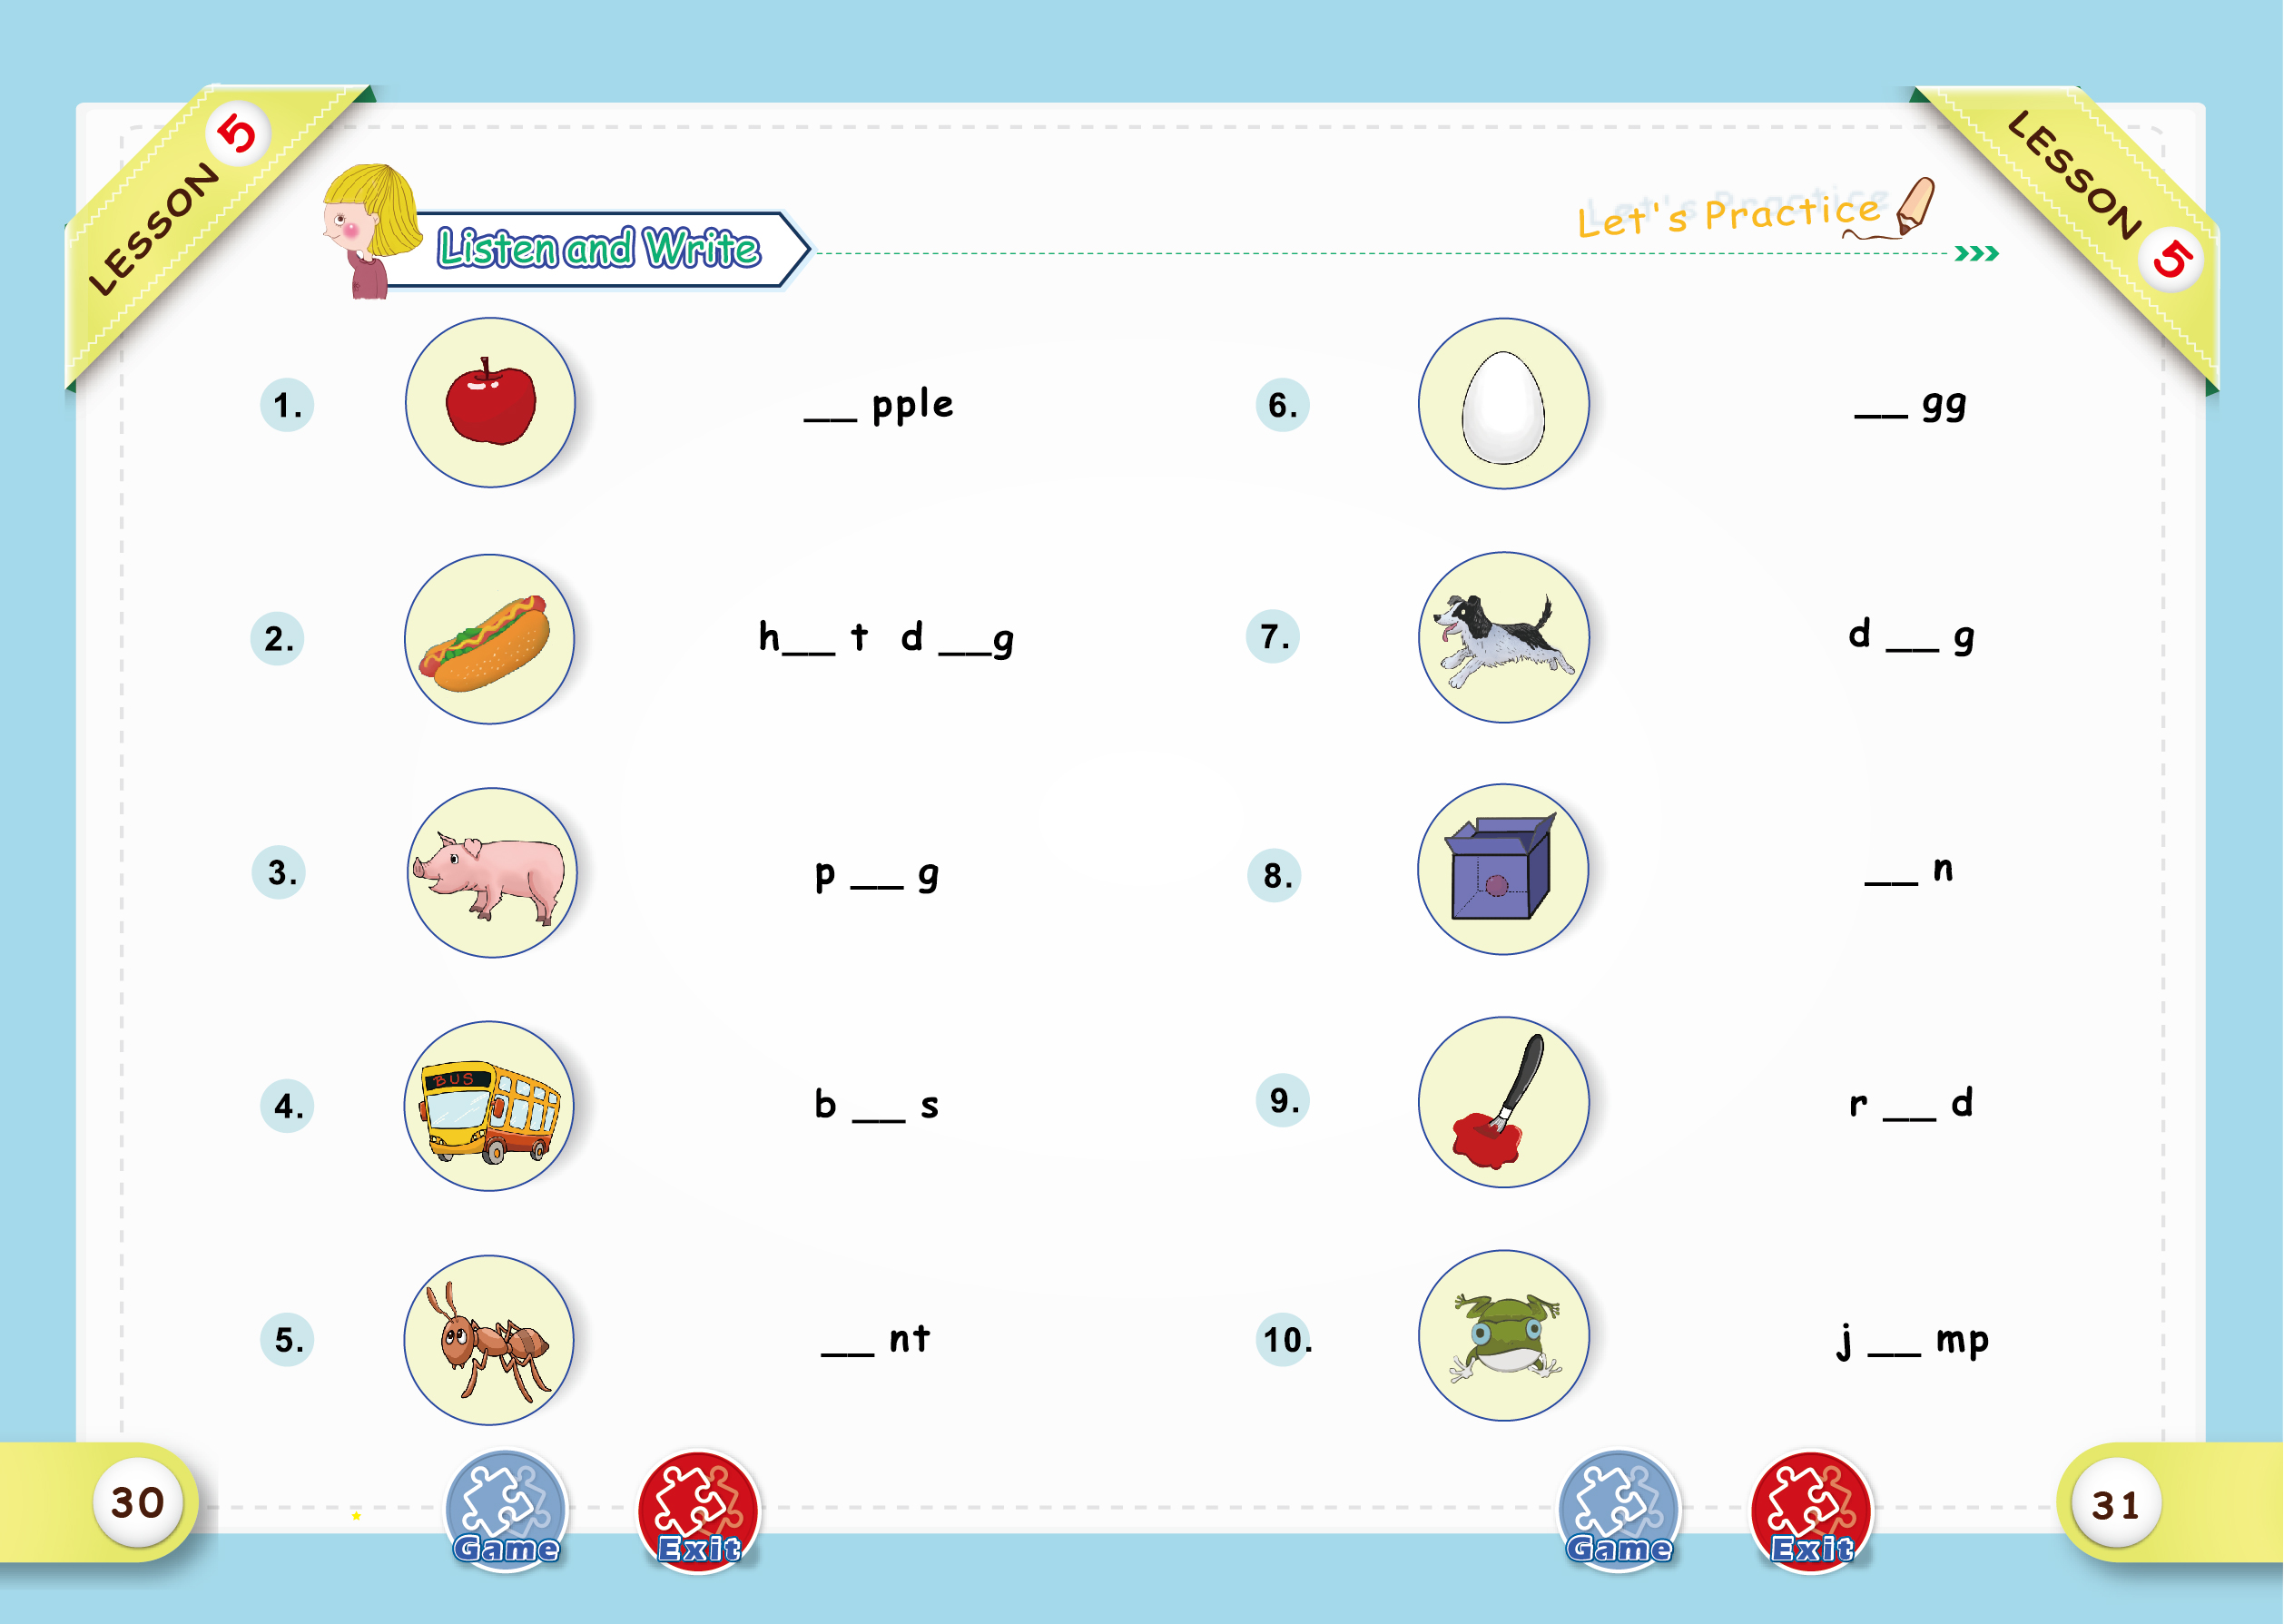 LESSON 5
LESSON 5
Listen and Write
Let's Practice
1. __ pple
2. h__ t d __g
3. p __ g
4. b __ s
BUS
5. __ nt
6. __ gg
7. d __ g
8. __ n
9. r __ d
10. j __ mp
30
Game
Exit
Game
Exit
31